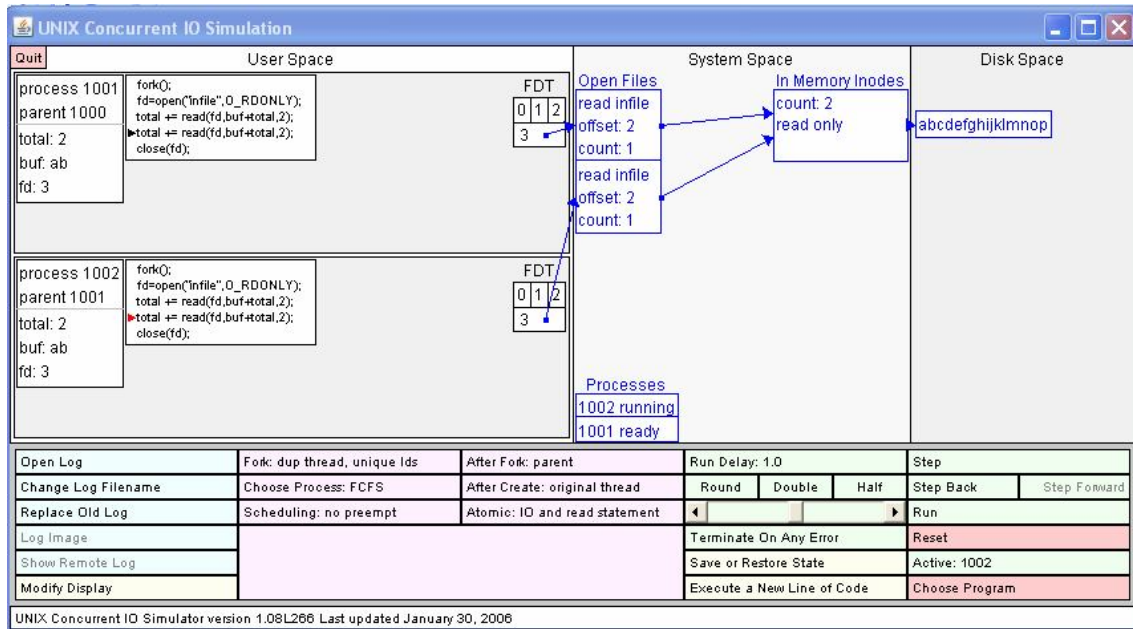 UNIX Concurrent IO Simulation
Quit
User Space
System Space
Disk Space
process 1001
parent 1000
total: 2
buf: ab
fd: 3
fork();
fd=open("infile",O_RDONLY);
total += read(fd,buf+total,2);
total += read(fd,buf+total,2);
close(fd);
FDT
0 1 2
3
Open Files
read infile
offset: 2
count: 1
read infile
offset: 2
count: 1
In Memory Inodes
count: 2
read only
abcdefghijklmnop
process 1002
parent 1001
total: 2
buf: ab
fd: 3
fork();
fd=open("infile",O_RDONLY);
total += read(fd,buf+total,2);
total += read(fd,buf+total,2);
close(fd);
FDT
0 1 2
3
Processes
1002 running
1001 ready
Open Log
Fork: dup thread, unique Ids
After Fork: parent
Run Delay: 1.0
Step
Change Log Filename
Choose Process: FCFS
After Create: original thread
Round
Double
Half
Step Back
Step Forward
Replace Old Log
Scheduling: no preempt
Atomic: IO and read statement
Run
Log Image
Terminate On Any Error
Reset
Show Remote Log
Save or Restore State
Active: 1002
Modify Display
Execute a New Line of Code
Choose Program
UNIX Concurrent IO Simulator version 1.08L266 Last updated January 30, 2006